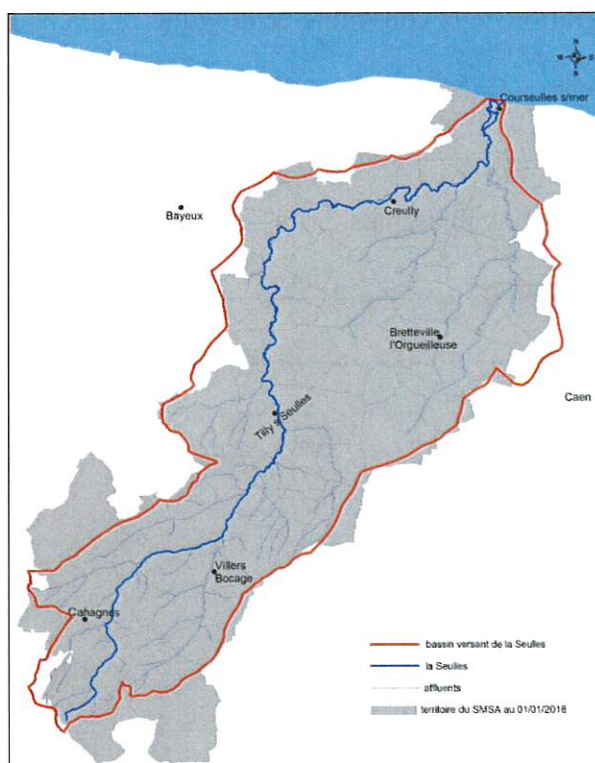 N
Courseulles s/mer
Bayeux
Creully
Bretteville
l'Orgueilleuse
Caen
Tilly s Seulles
Villers
Bocage
Cahagnes
bassin versant de la Seulles
la Seulles
affluents
territoire du SMSA au 01/01/2016